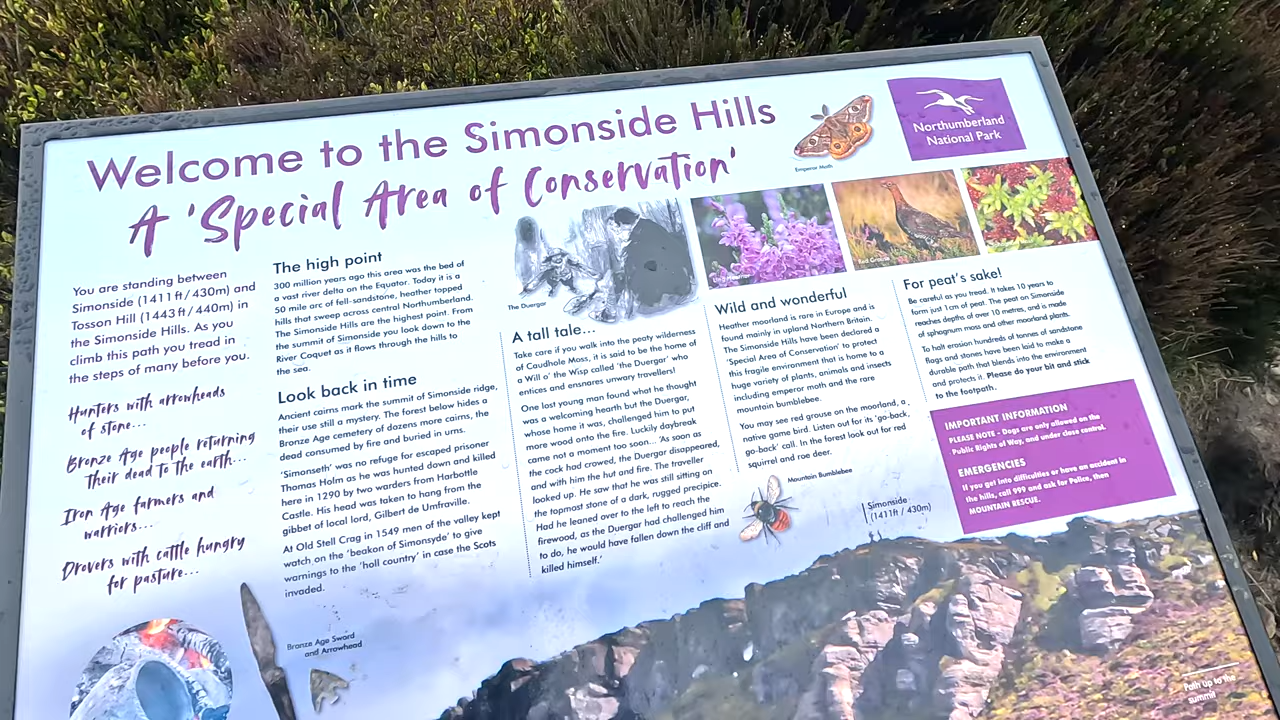 Welcome to the Simonside Hills
A 'Special Area of Conservation'
Emperor Moth
Northumberland
National Park
You are standing between
Simonside (1411 ft / 430m) and
Tosson Hill (1443 ft / 440m) in
the Simonside Hills. As you
climb this path you tread in
the steps of many before you.
Hunters with arrowheads
of stone...
Bronze Age people returning
their dead to the earth...
Iron Age farmers and
warriors...
Drovers with cattle hungry
for pasture...
The high point
300 million years ago this area was the bed of
a vast river delta on the Equator. Today it is a
50 mile arc of fell-sandstone, heather topped
hills that sweep across central Northumberland.
The Simonside Hills are the highest point. From
the summit of Simonside you look down to the
River Coquet as it flows through the hills to
the sea.
Look back in time
Ancient cairns mark the summit of Simonside ridge,
their use still a mystery. The forest below hides a
Bronze Age cemetery of dozens more cairns, the
dead consumed by fire and buried in urns.
'Simonseth' was no refuge for escaped prisoner
Thomas Holm as he was hunted down and killed
here in 1290 by two warders from Harbottle
Castle. His head was taken to hang from the
gibbet of local lord, Gilbert de Umfraville.
At Old Stell Crag in 1549 men of the valley kept
watch on the 'beakon of Simonsyde' to give
warnings to the 'holl country' in case the Scots
invaded.
Bronze Age Sword
and Arrowhead
The Duergar
A tall tale...
Take care if you walk into the peaty wilderness
of Caudhole Moss, it is said to be the home of
a Will o' the Wisp called 'the Duergar' who
entices and ensnares unwary travellers!
One lost young man found what he thought
was a welcoming hearth but the Duergar,
whose home it was, challenged him to put
more wood onto the fire. Luckily daybreak
came not a moment too soon... 'As soon as
the cock had crowed, the Duergar disappeared,
and with him the hut and fire. The traveller
looked up. He saw that he was still sitting on
the topmost stone of a dark, rugged precipice.
Had he leaned over to the left to reach the
firewood, as the Duergar had challenged him
to do, he would have fallen down the cliff and
killed himself.'
Red Grouse
Wild and wonderful
Heather moorland is rare in Europe and is
found mainly in upland Northern Britain.
The Simonside Hills have been declared a
'Special Area of Conservation' to protect
this fragile environment that is home to a
huge variety of plants, animals and insects
including emperor moth and the rare
mountain bumblebee.
You may see red grouse on the moorland, a
native game bird. Listen out for its 'go-back,
go-back' call. In the forest look out for red
squirrel and roe deer.
Mountain Bumblebee
Simonside
(1411ft / 430m)
For peat's sake!
Be careful as you tread. It takes 10 years to
form just 1cm of peat. The peat on Simonside
reaches depths of over 10 metres, and is made
of sphagnum moss and other moorland plants.
To halt erosion hundreds of tonnes of sandstone
flags and stones have been laid to make a
durable path that blends into the environment
and protects it. Please do your bit and stick
to the footpath.
IMPORTANT INFORMATION
PLEASE NOTE - Dogs are only allowed on the
Public Rights of Way, and under close control.
EMERGENCIES
If you get into difficulties or have an accident in
the hills, call 999 and ask for Police, then
MOUNTAIN RESCUE.
Path up to the
summit